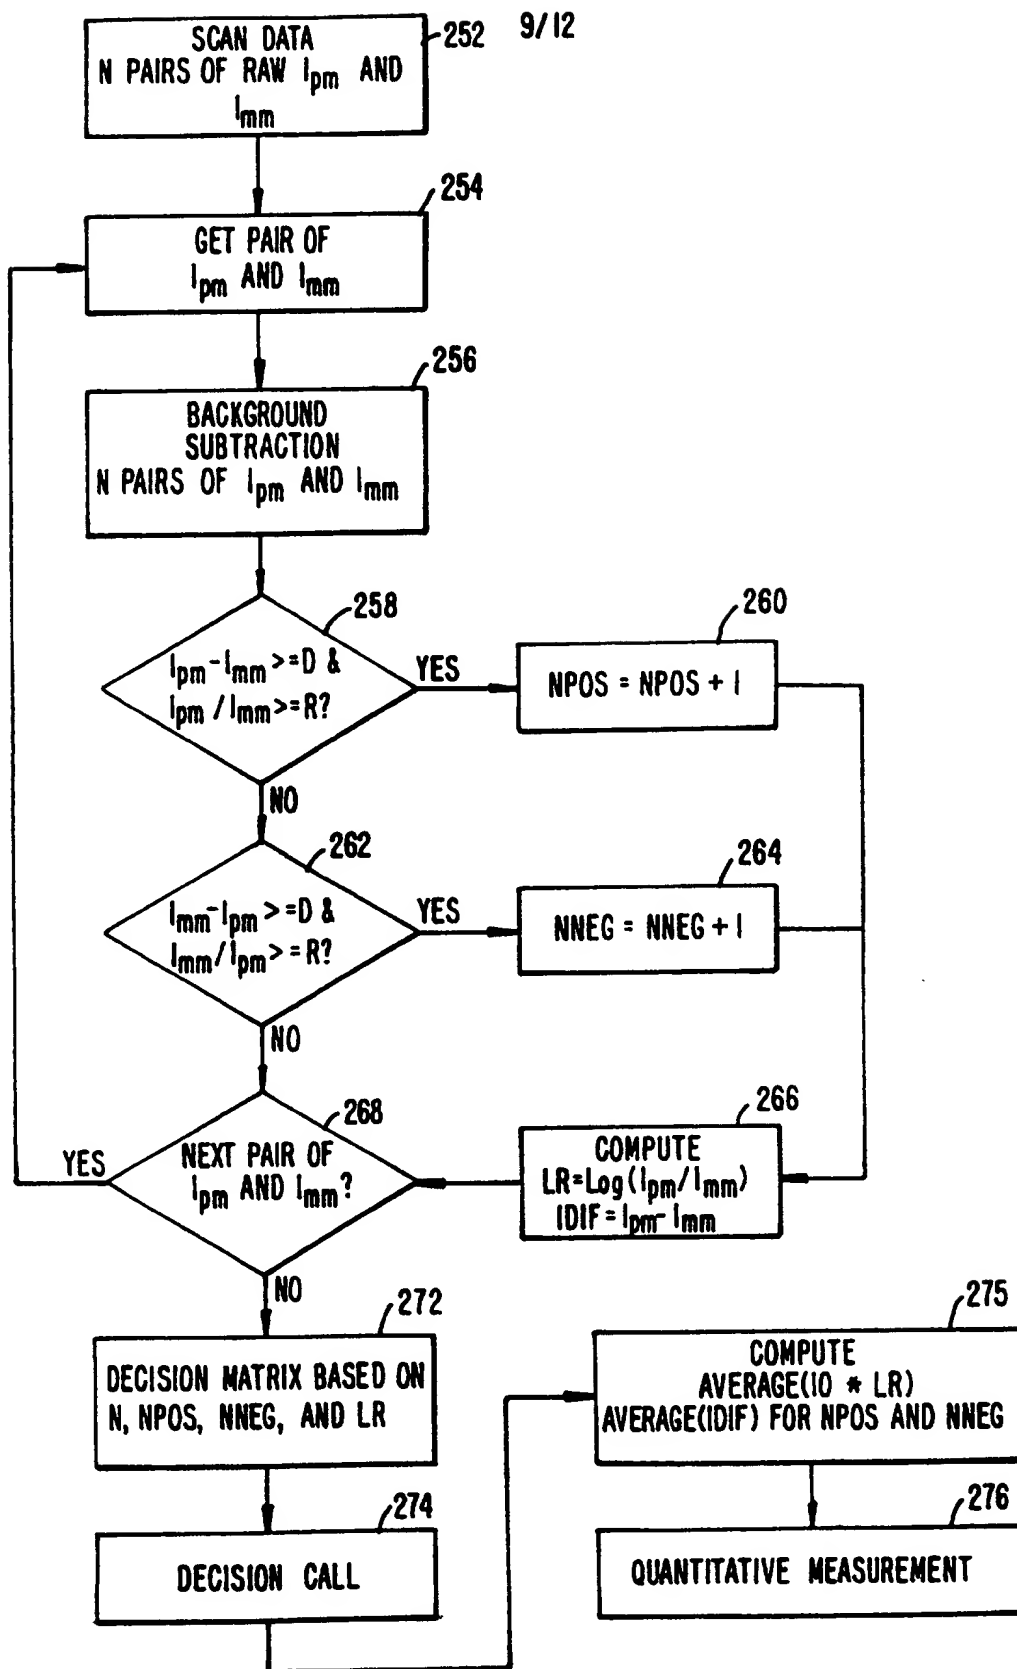 9/12
252
SCAN DATA
N PAIRS OF RAW Ipm AND
Imm
254
GET PAIR OF
Ipm AND Imm
256
BACKGROUND
SUBTRACTION
N PAIRS OF Ipm AND Imm
258
Ipm-Imm>=D &
Ipm/Imm>=R?
YES
260
NPOS = NPOS + 1
NO
262
Imm-Ipm>=D &
Imm/Ipm>=R?
YES
264
NNEG = NNEG + 1
NO
266
COMPUTE
LR=Log(Ipm/Imm)
IDIF=Ipm-Imm
268
NEXT PAIR OF
Ipm AND Imm?
YES
NO
272
DECISION MATRIX BASED ON
N, NPOS, NNEG, AND LR
274
DECISION CALL
275
COMPUTE
AVERAGE(10 * LR)
AVERAGE(IDIF) FOR NPOS AND NNEG
276
QUANTITATIVE MEASUREMENT